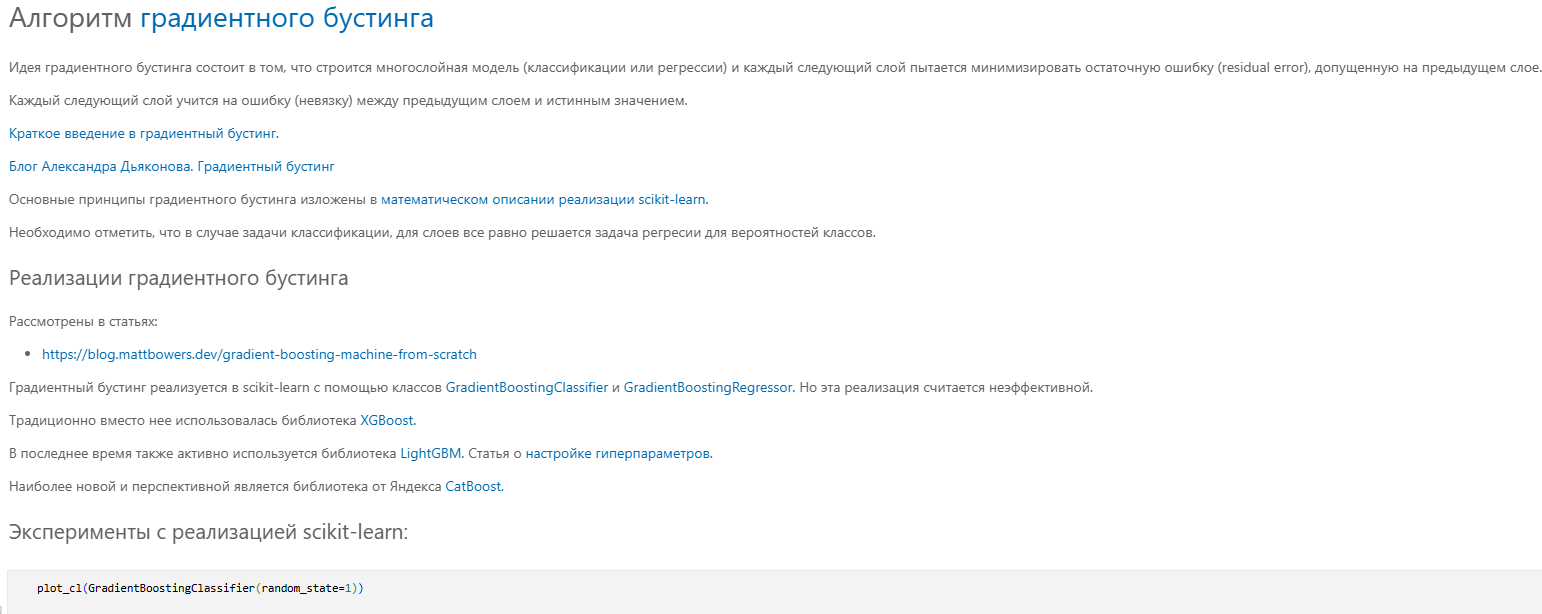 Алгоритм градиентного бустинга
Идея градиентного бустинга состоит в том, что строится многослойная модель (классификации или регрессии) и каждый следующий слой пытается минимизировать остаточную ошибку (residual error), допущенную на предыдущем слое.
Каждый следующий слой учится на ошибку (невязку) между предыдущим слоем и истинным значением.
Краткое введение в градиентный бустинг.
Блог Александра Дьяконова. Градиентный бустинг
Основные принципы градиентного бустинга изложены в математическом описании реализации scikit-learn.
Необходимо отметить, что в случае задачи классификации, для слоев все равно решается задача регресии для вероятностей классов.
Реализации градиентного бустинга
Рассмотрены в статьях:
• https://blog.mattbowers.dev/gradient-boosting-machine-from-scratch
Градиентный бустинг реализуется в scikit-learn с помощью классов GradientBoostingClassifier и GradientBoostingRegressor. Но эта реализация считается неэффективной.
Традиционно вместо нее использовалась библиотека XGBoost.
В последнее время также активно используется библиотека LightGBM. Статья о настройке гиперпараметров.
Наиболее новой и перспективной является библиотека от Яндекса CatBoost.
Эксперименты с реализацией scikit-learn:
plot_cl(GradientBoostingClassifier(random_state=1))